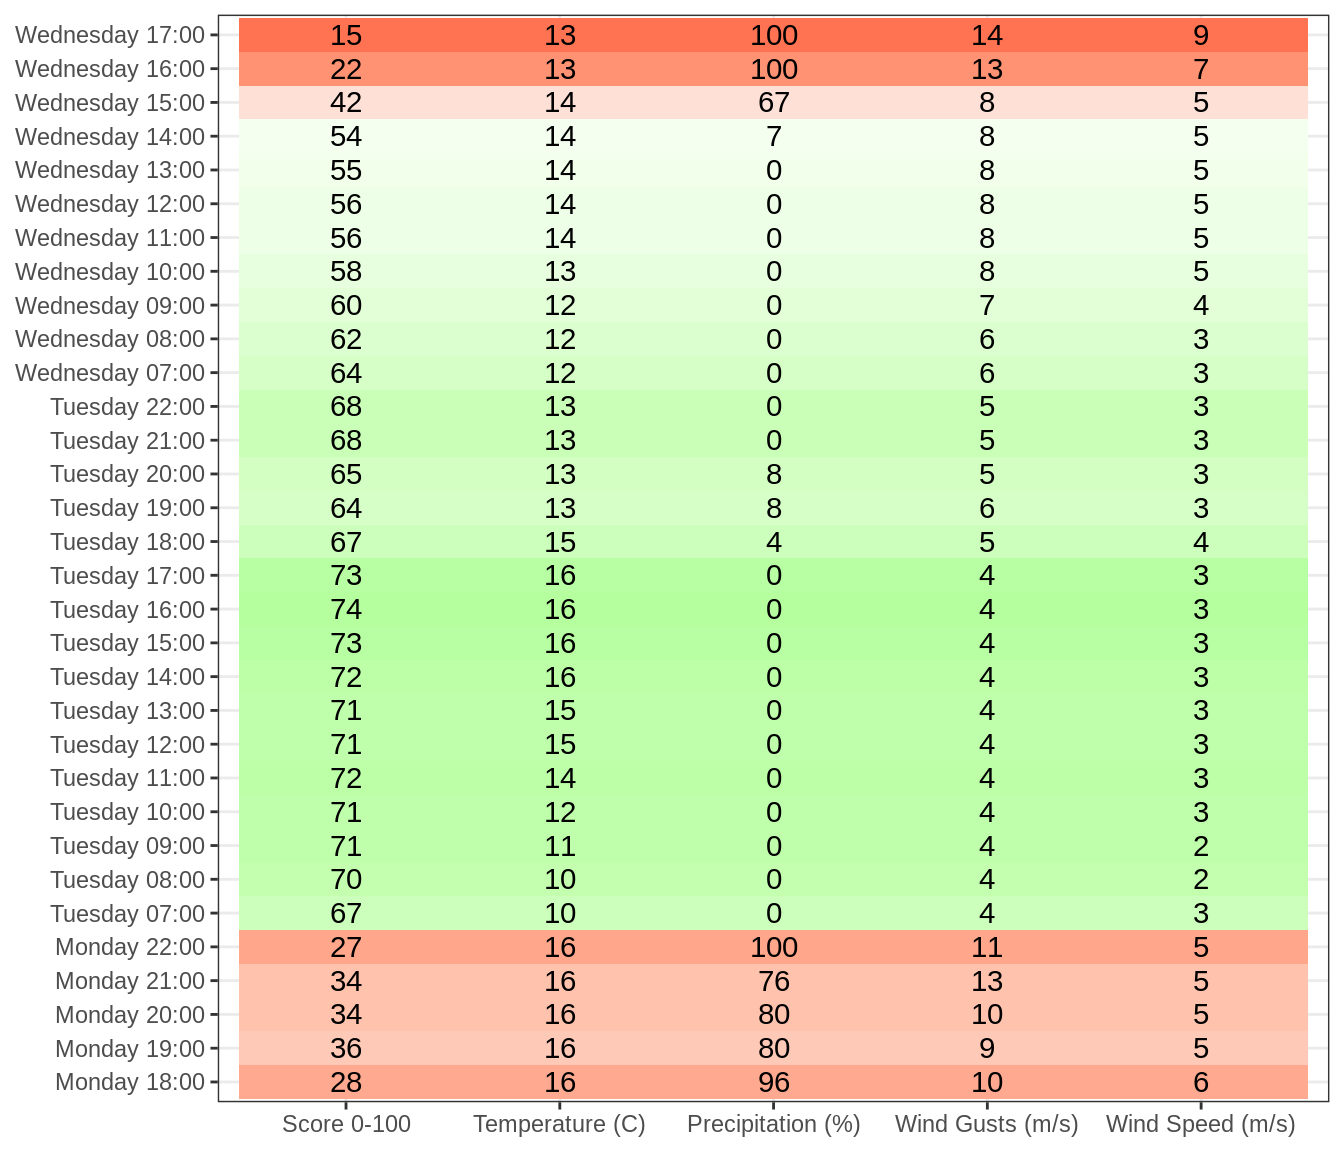 Wednesday 17:00 15 13 100 14 9
Wednesday 16:00 22 13 100 13 7
Wednesday 15:00 42 14 67 8 5
Wednesday 14:00 54 14 7 8 5
Wednesday 13:00 55 14 0 8 5
Wednesday 12:00 56 14 0 8 5
Wednesday 11:00 56 14 0 8 5
Wednesday 10:00 58 13 0 8 5
Wednesday 09:00 60 12 0 7 4
Wednesday 08:00 62 12 0 6 3
Wednesday 07:00 64 12 0 6 3
Tuesday 22:00 68 13 0 5 3
Tuesday 21:00 68 13 0 5 3
Tuesday 20:00 65 13 8 5 3
Tuesday 19:00 64 13 8 6 3
Tuesday 18:00 67 15 4 5 4
Tuesday 17:00 73 16 0 4 3
Tuesday 16:00 74 16 0 4 3
Tuesday 15:00 73 16 0 4 3
Tuesday 14:00 72 16 0 4 3
Tuesday 13:00 71 15 0 4 3
Tuesday 12:00 71 15 0 4 3
Tuesday 11:00 72 14 0 4 3
Tuesday 10:00 71 12 0 4 3
Tuesday 09:00 71 11 0 4 2
Tuesday 08:00 70 10 0 4 2
Tuesday 07:00 67 10 0 4 3
Monday 22:00 27 16 100 11 5
Monday 21:00 34 16 76 13 5
Monday 20:00 34 16 80 10 5
Monday 19:00 36 16 80 9 5
Monday 18:00 28 16 96 10 6
Score 0-100 Temperature (C) Precipitation (%) Wind Gusts (m/s) Wind Speed (m/s)